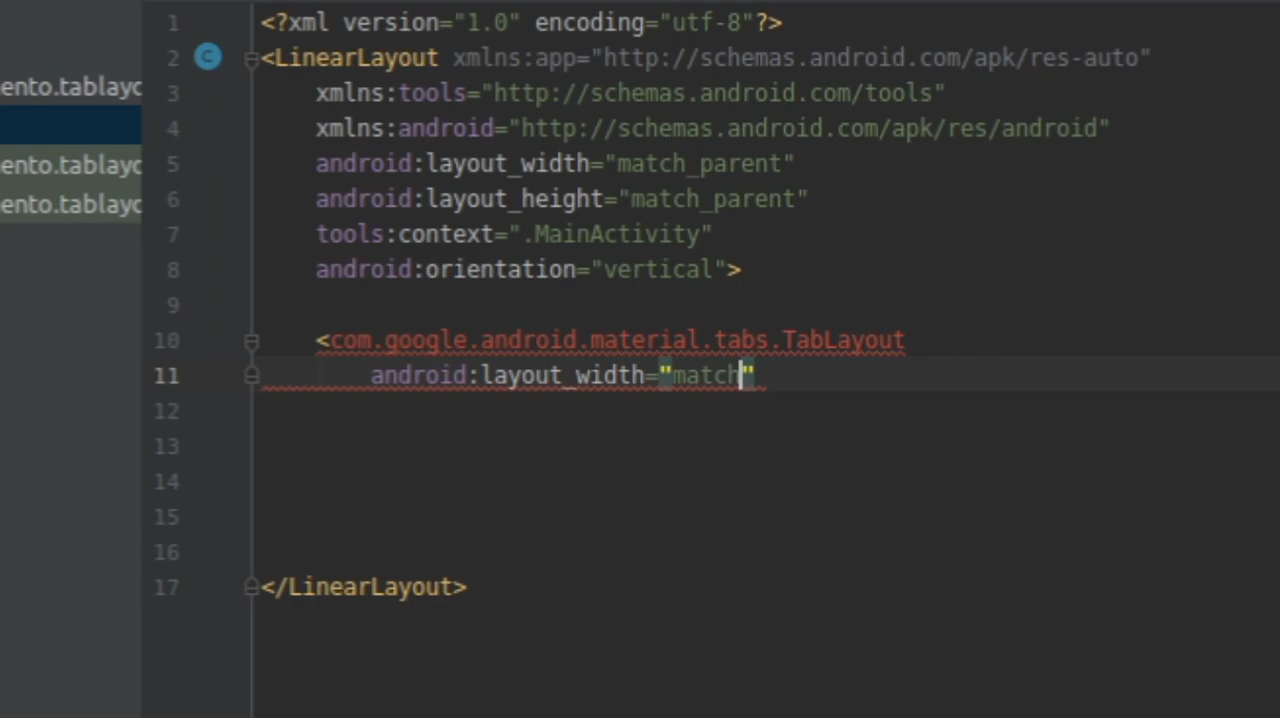 1 <?xml version="1.0" encoding="utf-8"?>
2 C <LinearLayout xmlns:app="http://schemas.android.com/apk/res-auto"
ento.tablayo
3 xmlns:tools="http://schemas.android.com/tools"
4 xmlns:android="http://schemas.android.com/apk/res/android"
ento.tablayo
5 android:layout_width="match_parent"
ento.tablayo
6 android:layout_height="match_parent"
7 tools:context=".MainActivity"
8 android:orientation="vertical">
9
10 <com.google.android.material.tabs.TabLayout
11 android:layout_width="match"
12
13
14
15
16
17 </LinearLayout>